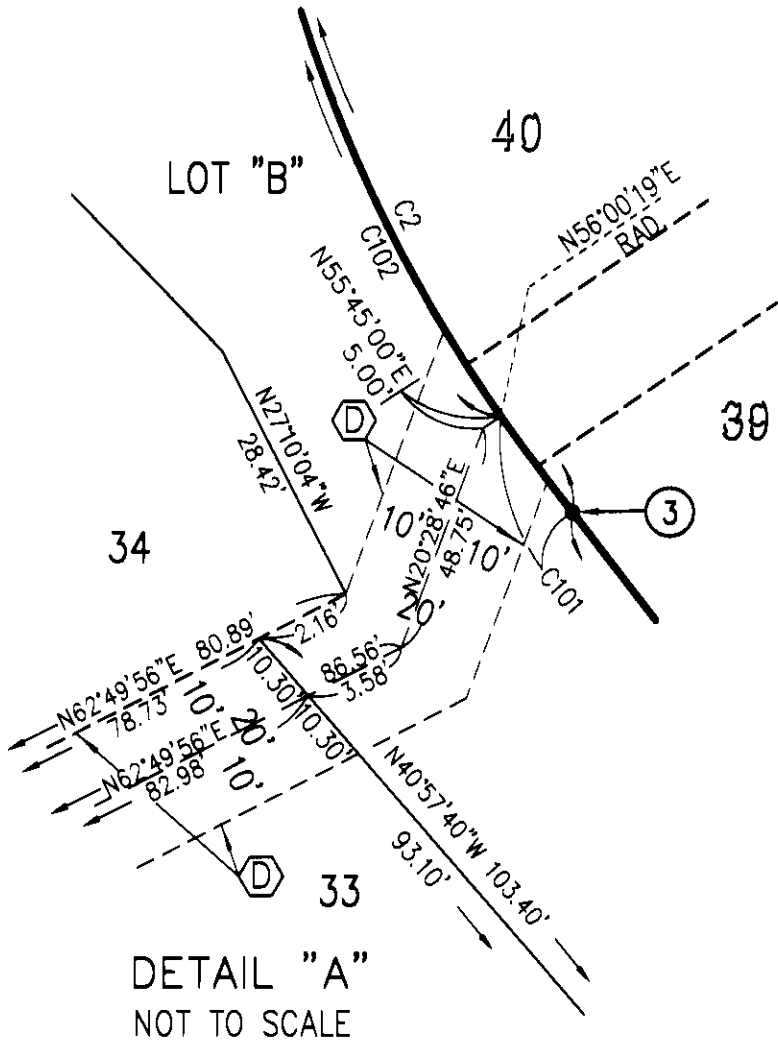 40
LOT "B"
N56°00'19"E
RAD
C2
C102
N55°45'00"E
5.00'
D
39
N27°10'04"W
28.42'
N20°28'46"E
48.75'
10'
10'
20'
3
C101
34
2.16'
N62°49'56"E 80.89'
78.73'
86.56'
3.58'
10.30'
10.30'
10'
20'
10'
N62°49'56"E
82.98'
N40°57'40"W 103.40'
93.10'
D
33
DETAIL "A"
NOT TO SCALE